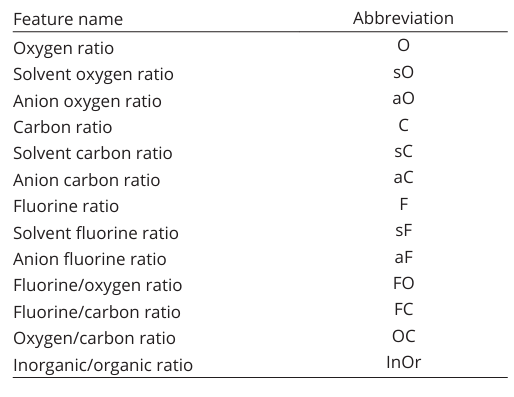 Feature name Abbreviation
Oxygen ratio O
Solvent oxygen ratio sO
Anion oxygen ratio aO
Carbon ratio C
Solvent carbon ratio sC
Anion carbon ratio aC
Fluorine ratio F
Solvent fluorine ratio sF
Anion fluorine ratio aF
Fluorine/oxygen ratio FO
Fluorine/carbon ratio FC
Oxygen/carbon ratio OC
Inorganic/organic ratio InOr